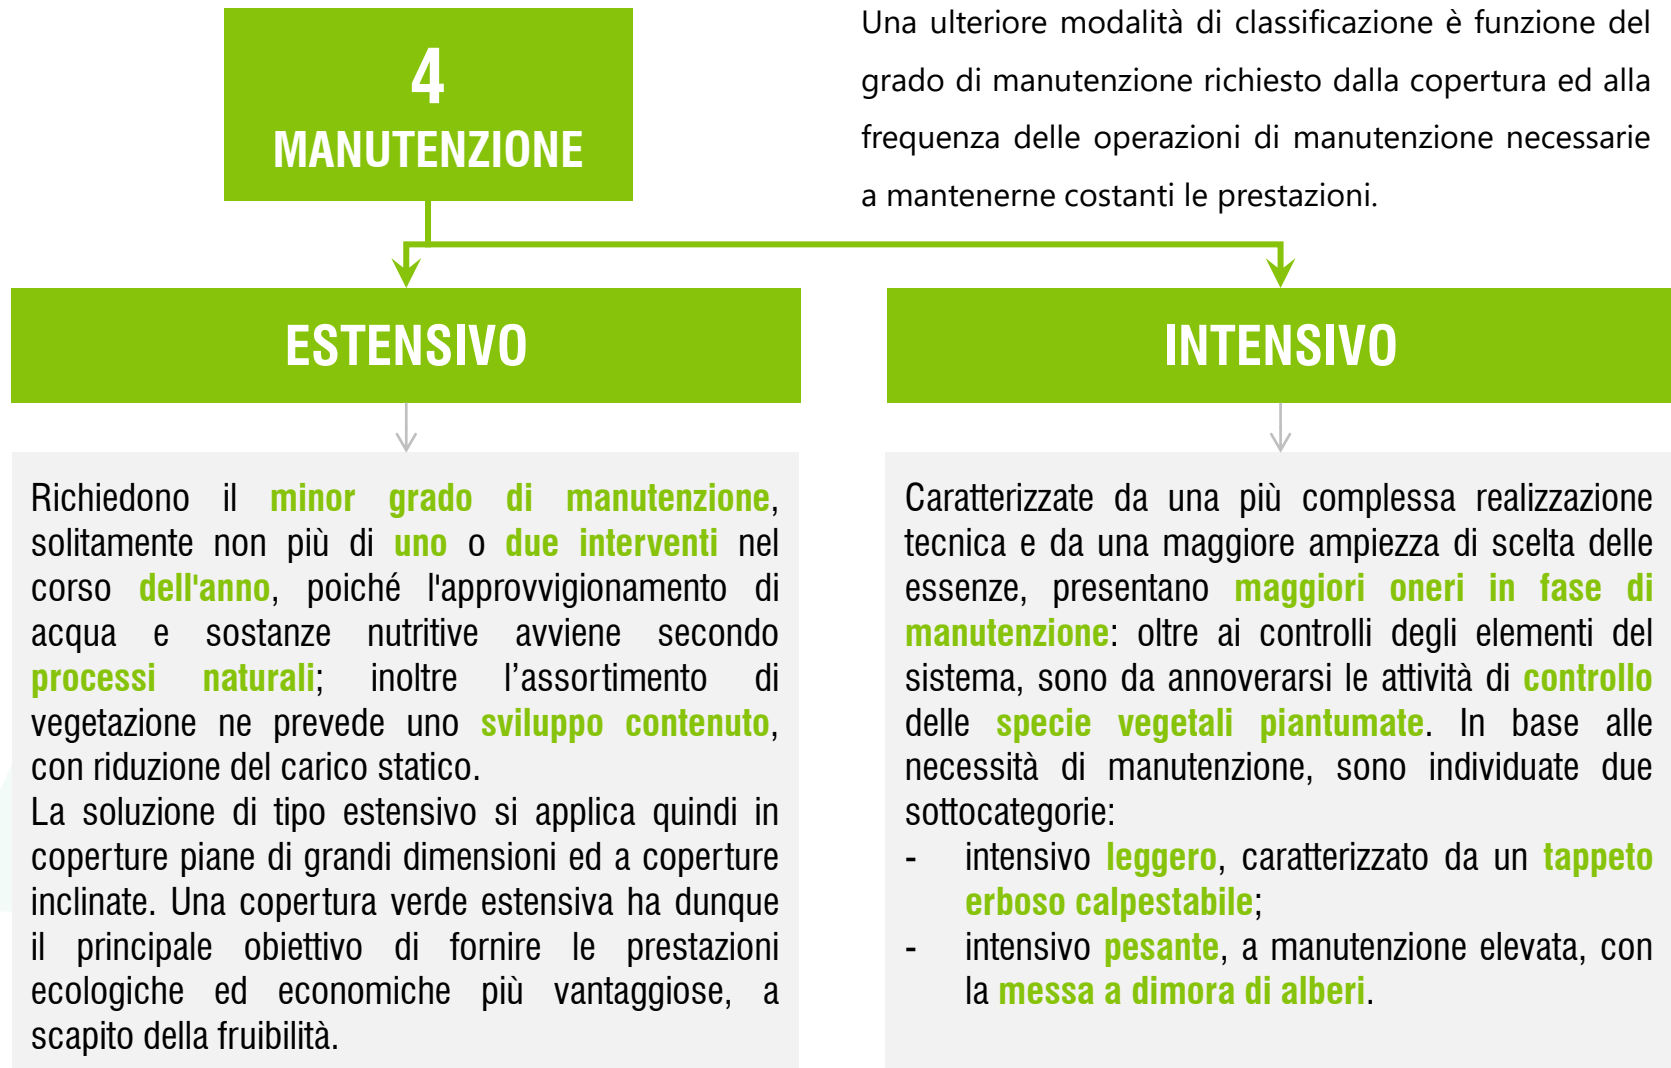 4
MANUTENZIONE
Una ulteriore modalità di classificazione è funzione del
grado di manutenzione richiesto dalla copertura ed alla
frequenza delle operazioni di manutenzione necessarie
a mantenerne costanti le prestazioni.
ESTENSIVO
Richiedono il minor grado di manutenzione,
solitamente non più di uno o due interventi nel
corso dell'anno, poiché l'approvvigionamento di
acqua e sostanze nutritive avviene secondo
processi naturali; inoltre l’assortimento di
vegetazione ne prevede uno sviluppo contenuto,
con riduzione del carico statico.
La soluzione di tipo estensivo si applica quindi in
coperture piane di grandi dimensioni ed a coperture
inclinate. Una copertura verde estensiva ha dunque
il principale obiettivo di fornire le prestazioni
ecologiche ed economiche più vantaggiose, a
scapito della fruibilità.
INTENSIVO
Caratterizzate da una più complessa realizzazione
tecnica e da una maggiore ampiezza di scelta delle
essenze, presentano maggiori oneri in fase di
manutenzione: oltre ai controlli degli elementi del
sistema, sono da annoverarsi le attività di controllo
delle specie vegetali piantumate. In base alle
necessità di manutenzione, sono individuate due
sottocategorie:
- intensivo leggero, caratterizzato da un tappeto
erboso calpestabile;
- intensivo pesante, a manutenzione elevata, con
la messa a dimora di alberi.